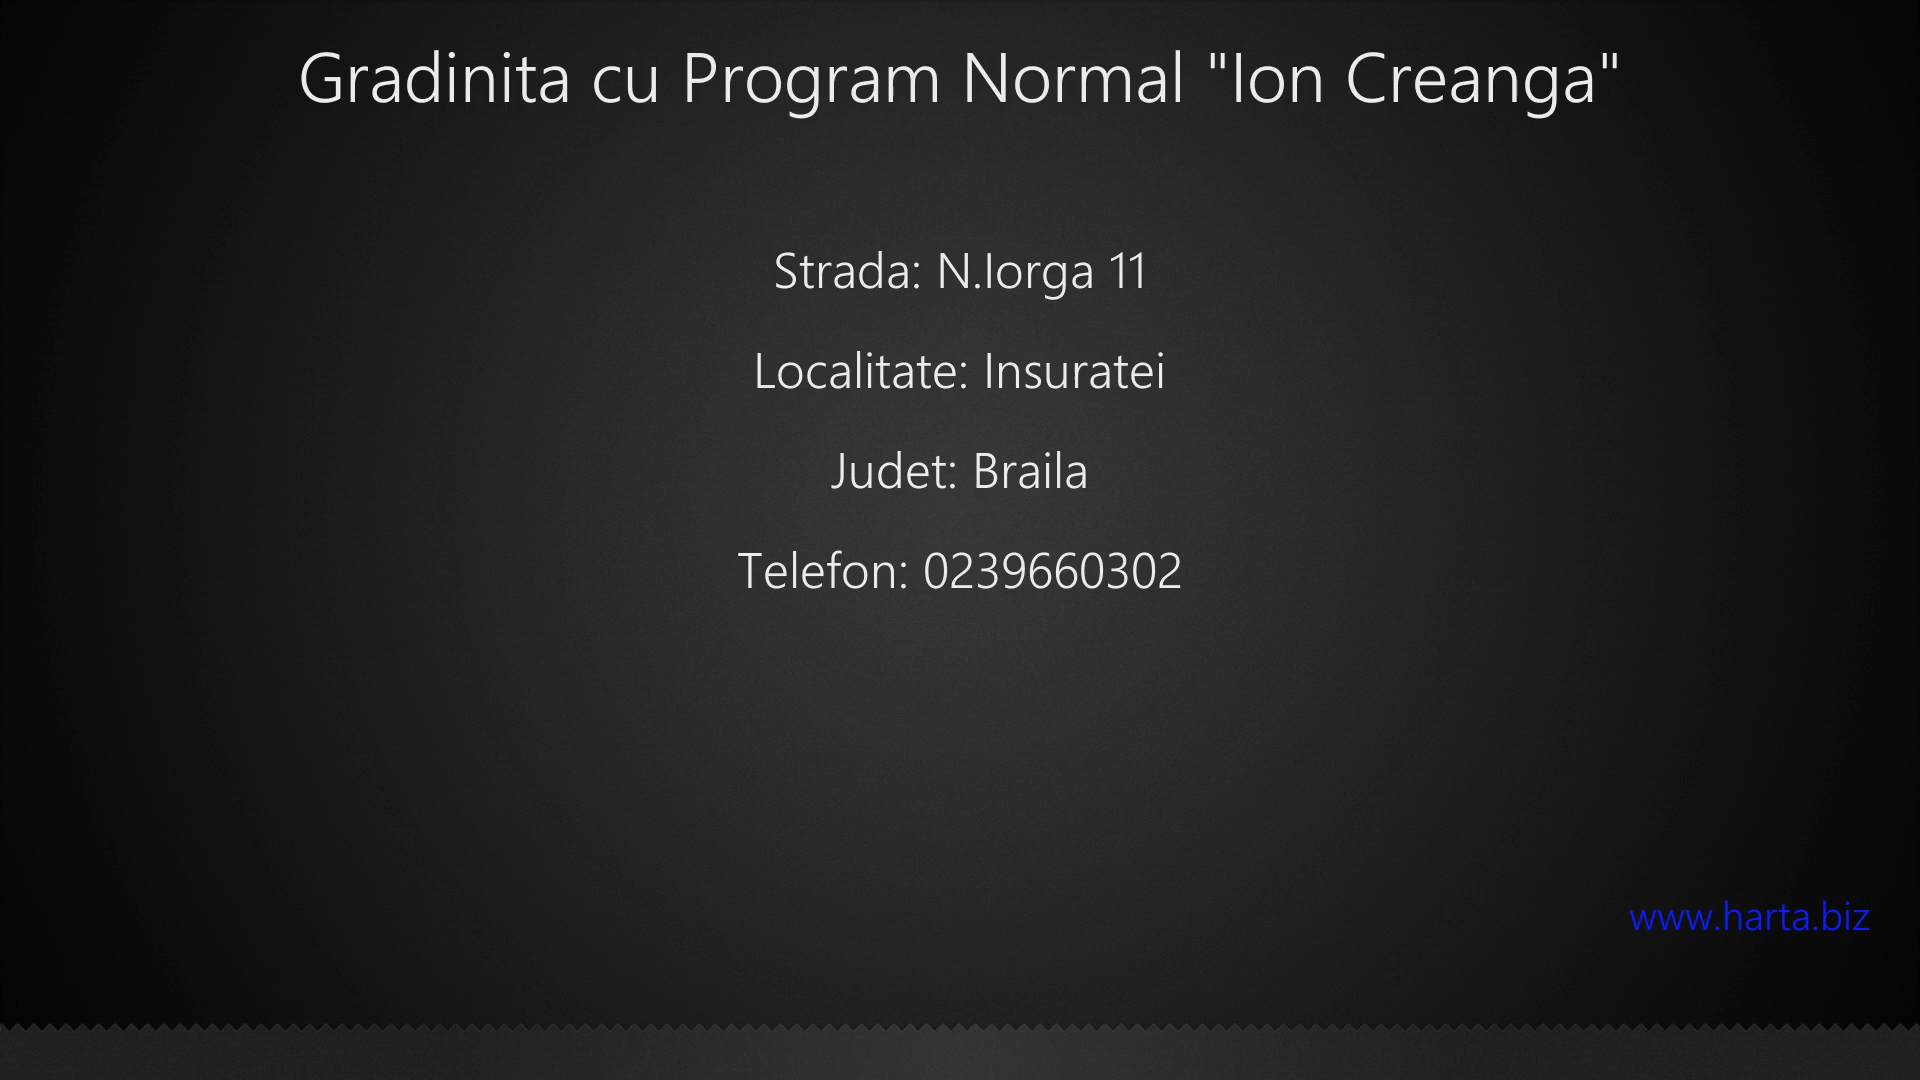 Gradinita cu Program Normal "Ion Creanga"
Strada: N.Iorga 11
Localitate: Insuratei
Judet: Braila
Telefon: 0239660302
www.harta.biz